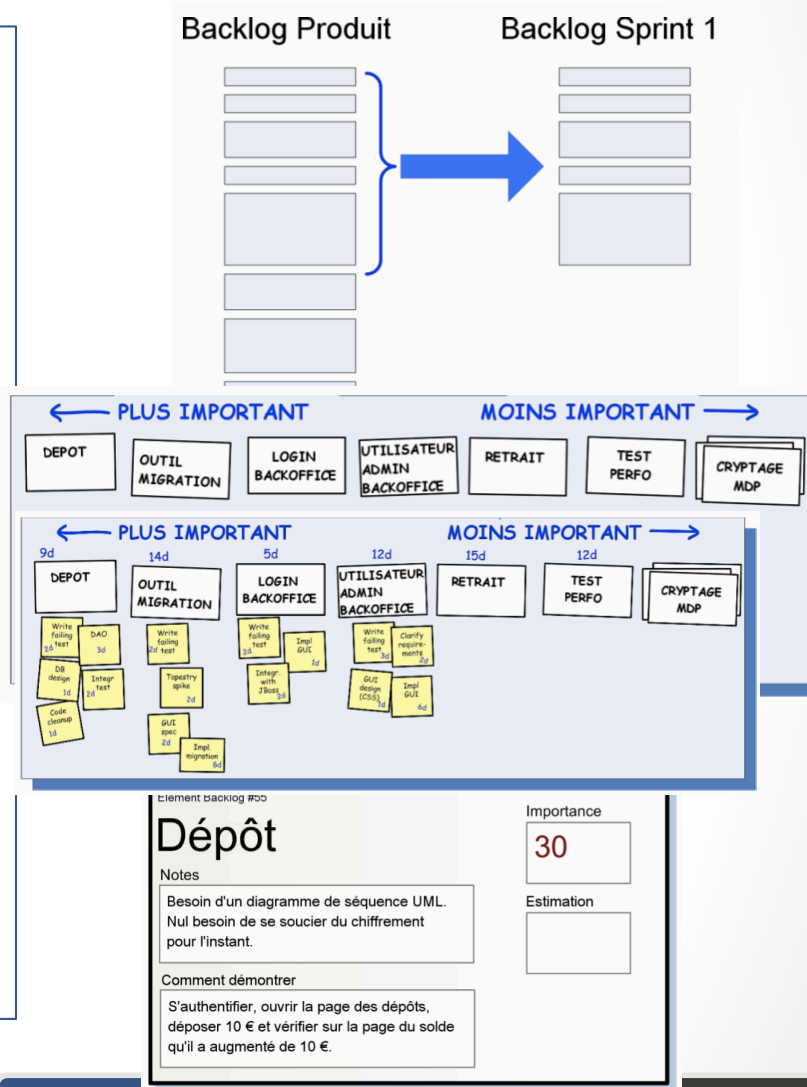 Backlog Produit
Backlog Sprint 1
PLUS IMPORTANT
MOINS IMPORTANT
DEPOT
OUTIL
MIGRATION
LOGIN
BACKOFFICE
UTILISATEUR
ADMIN
BACKOFFICE
RETRAIT
TEST
PERFO
CRYPTAGE
MDP
PLUS IMPORTANT
MOINS IMPORTANT
9d
14d
5d
12d
15d
12d
DEPOT
OUTIL
MIGRATION
LOGIN
BACKOFFICE
UTILISATEUR
ADMIN
BACKOFFICE
RETRAIT
TEST
PERFO
CRYPTAGE
MDP
Write
failing
test
2d
DAO
3d
DB
design
1d
Integr
test
2d
Code
cleanup
1d
Write
failing
test
2d
Tapestry
spike
2d
GUI
spec
2d
Impl.
migration
8d
Write
failing
test
2d
Impl
GUI
1d
Integr.
with
JBoss
2d
Write
failing
test
3d
Clarify
require-
ments
2d
GUI
design
(CSS)
1d
Impl
GUI
6d
Element Backlog #55
Dépôt
Importance
30
Notes
Besoin d'un diagramme de séquence UML.
Nul besoin de se soucier du chiffrement
pour l'instant.
Estimation
Comment démontrer
S'authentifier, ouvrir la page des dépôts,
déposer 10 € et vérifier sur la page du solde
qu'il a augmenté de 10 €.